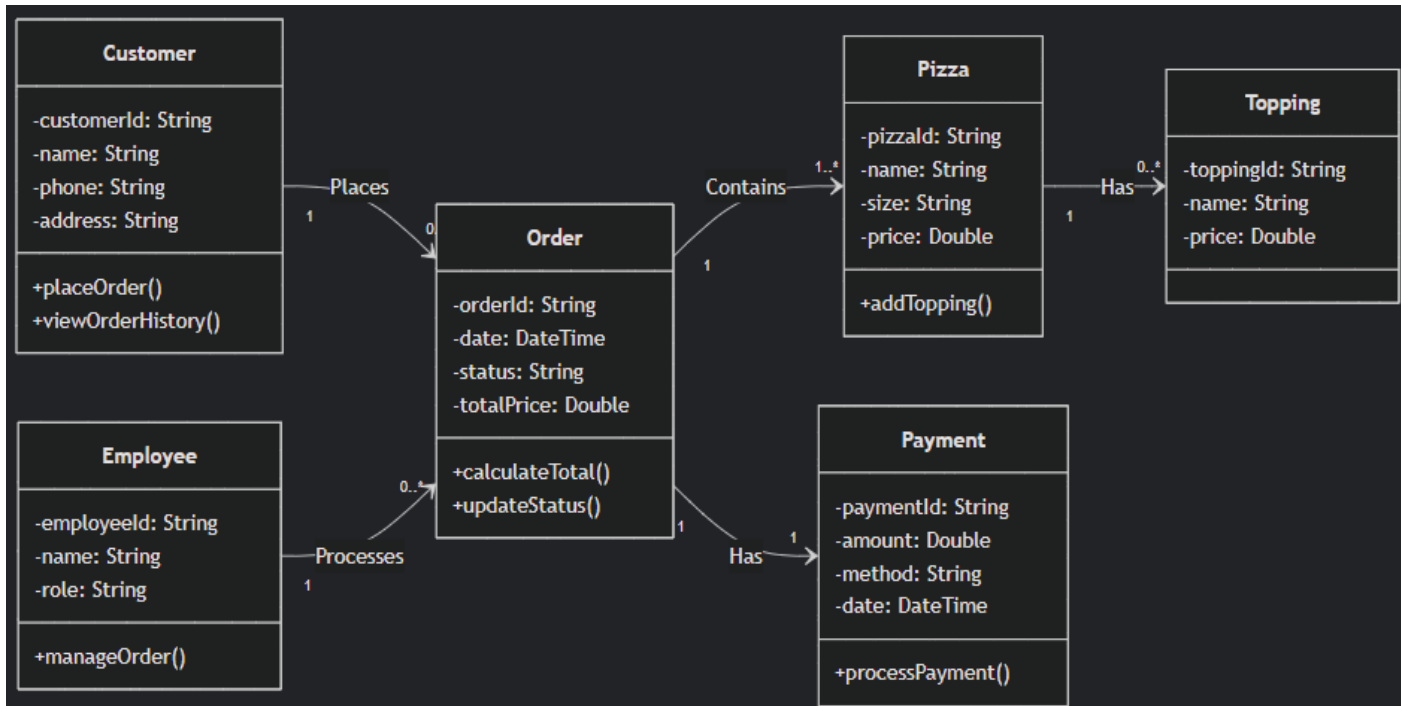 Customer
-customerId: String
-name: String
-phone: String
-address: String
+placeOrder()
+viewOrderHistory()
Places
1
0.
Employee
-employeeId: String
-name: String
-role: String
+manageOrder()
Processes
1
0..*
Order
-orderId: String
-date: DateTime
-status: String
-totalPrice: Double
+calculateTotal()
+updateStatus()
Contains
1
1..*
Pizza
-pizzaId: String
-name: String
-size: String
-price: Double
+addTopping()
Has
1
0..*
Topping
-toppingId: String
-name: String
-price: Double
Has
1
1
Payment
-paymentId: String
-amount: Double
-method: String
-date: DateTime
+processPayment()